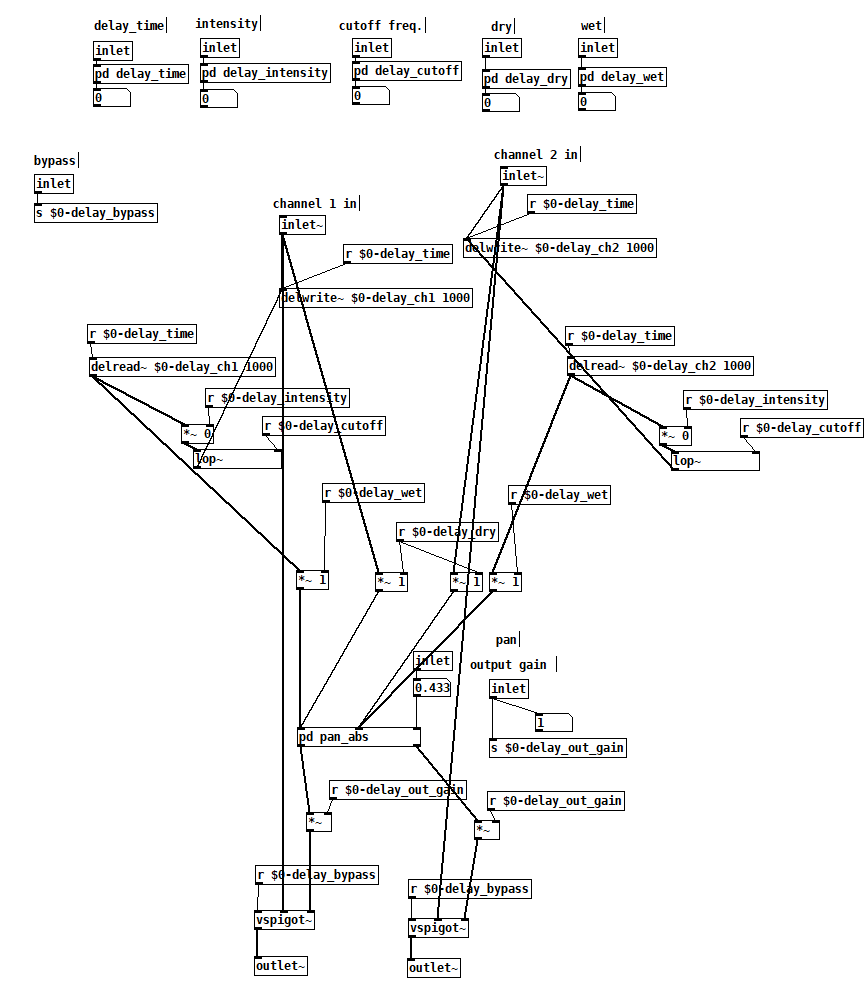 delay_time
intensity
cutoff freq.
dry
wet
inlet
inlet
inlet
inlet
inlet
pd delay_time
pd delay_intensity
pd delay_cutoff
pd delay_dry
pd delay_wet
0
0
0
0
0
bypass
inlet
s $0-delay_bypass
channel 2 in
inlet~
r $0-delay_time
delwrite~ $0-delay_ch2 1000
channel 1 in
inlet~
r $0-delay_time
delwrite~ $0-delay_ch1 1000
r $0-delay_time
delread~ $0-delay_ch1 1000
r $0-delay_intensity
*~ 0
r $0-delay_cutoff
lop~
r $0-delay_time
delread~ $0-delay_ch2 1000
r $0-delay_intensity
*~ 0
r $0-delay_cutoff
lop~
r $0-delay_wet
r $0-delay_wet
r $0-delay_dry
*~ 1
*~ 1
*~ 1
*~ 1
pan
inlet
0.433
output gain
inlet
1
s $0-delay_out_gain
pd pan_abs
r $0-delay_out_gain
*~
r $0-delay_out_gain
*~
r $0-delay_bypass
vspigot~
outlet~
r $0-delay_bypass
vspigot~
outlet~